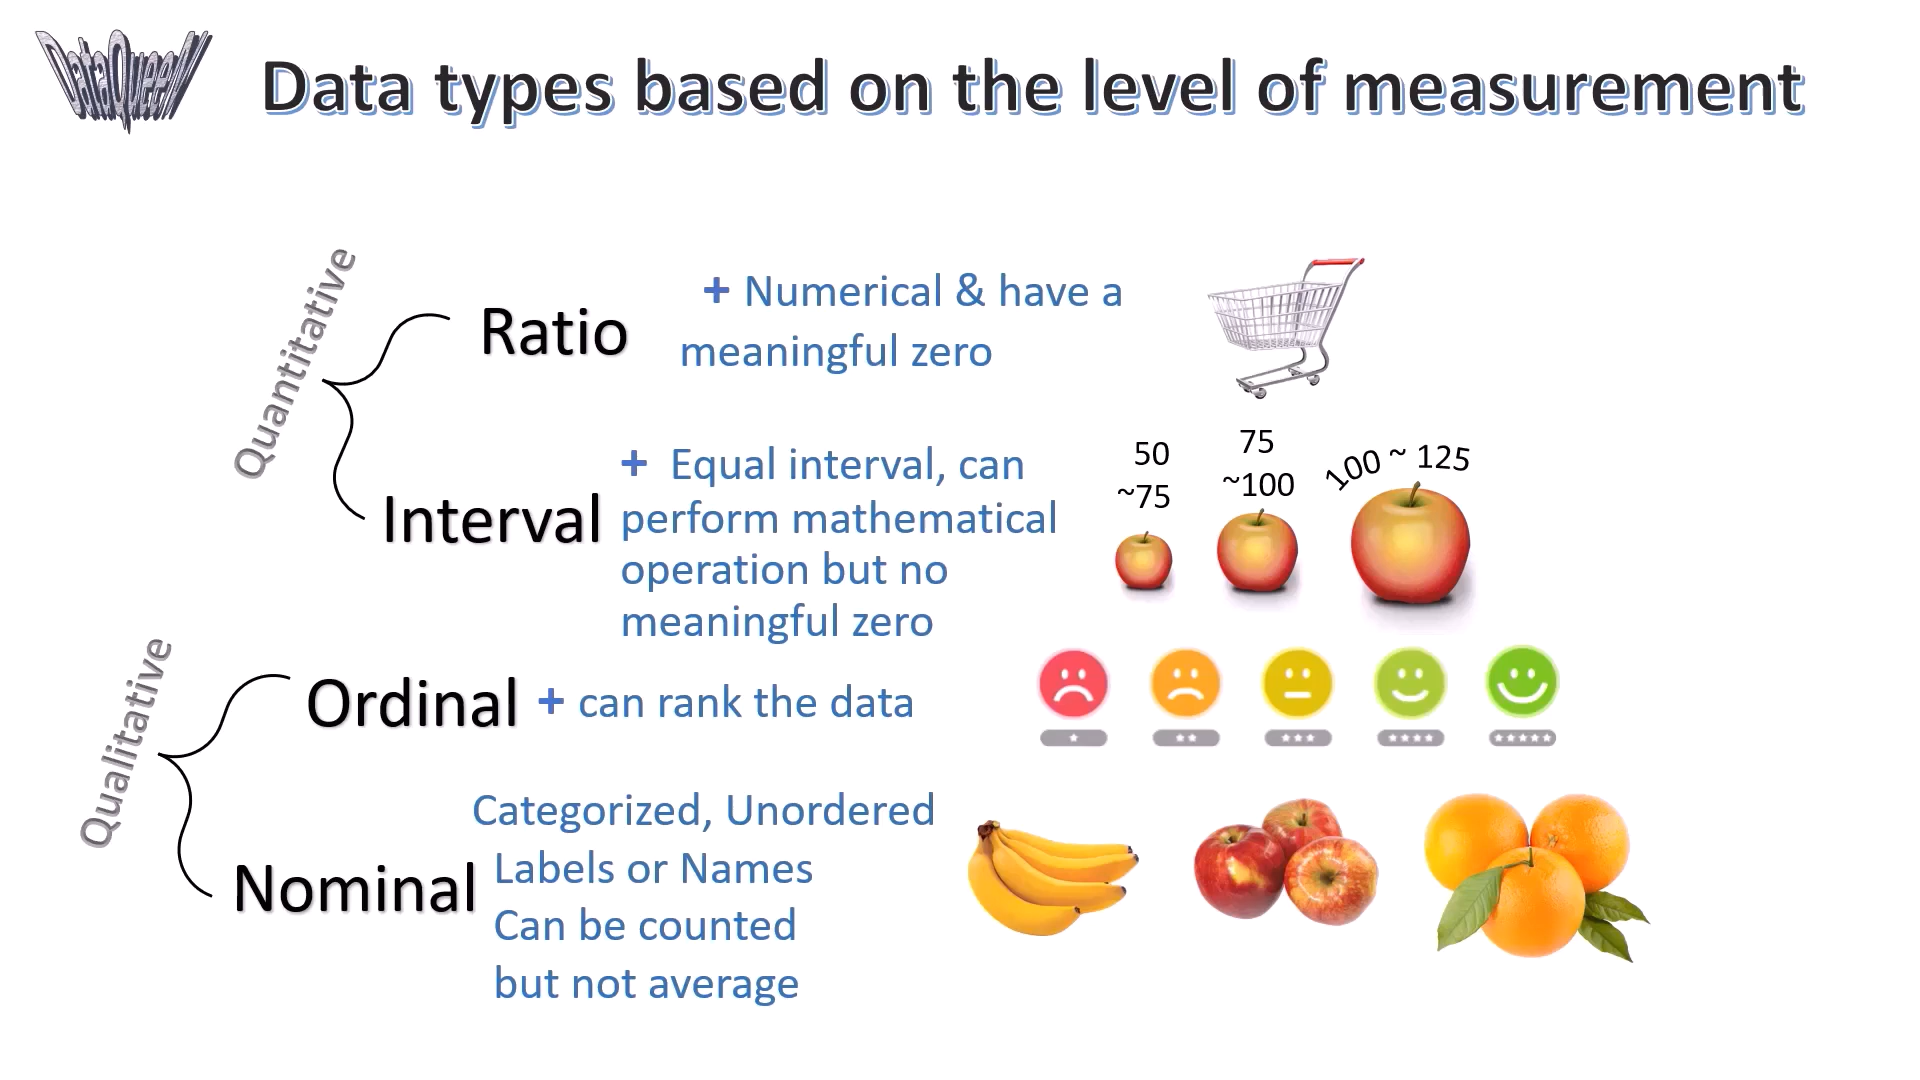 DataQueeN
Data types based on the level of measurement
Quantitative
Ratio
+ Numerical & have a
meaningful zero
Interval
+ Equal interval, can
perform mathematical
operation but no
meaningful zero
50
~75
75
~100
100 ~ 125
Qualitative
Ordinal
+ can rank the data
Nominal
Categorized, Unordered
Labels or Names
Can be counted
but not average